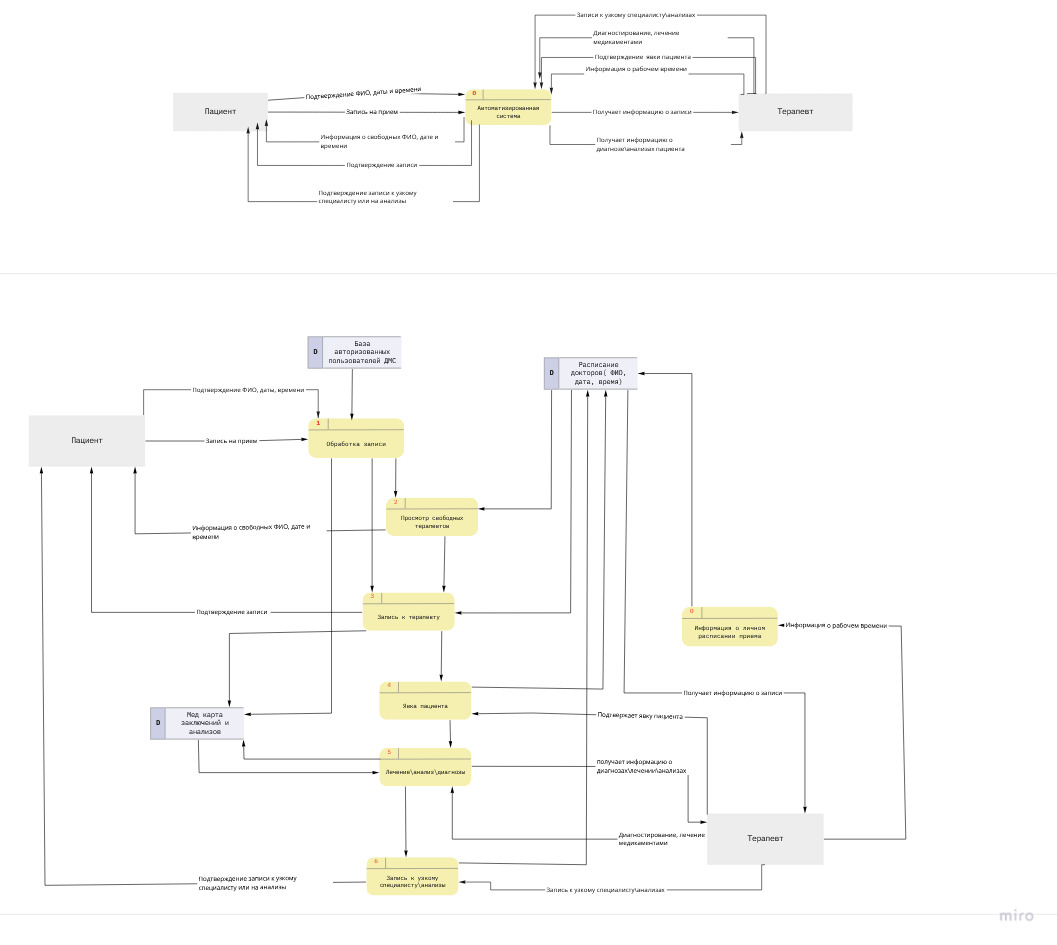 Записи к узкому специалисту\анализах
Диагностирование, лечение
медикаментами
Подтверждение явки пациента
Информация о рабочем времени
Подтверждение ФИО, даты и времени
0
Пациент
Запись на прием
Автоматизированная
система
Получает информацию о записи
Терапевт
Информация о свободных ФИО, дате и
времени
Получает информацию о
диагнозе\анализах пациента
Подтверждение записи
Подтверждение записи к узкому
специалисту или на анализы
D
База
авторизованных
пользователей ДМС
D
Расписание
докторов( ФИО,
дата, время)
Подтверждение ФИО, даты, времени
1
Пациент
Запись на прием
Обработка записи
2
Просмотр свободных
терапевтов
Информация о свободных ФИО, дате и
времени
3
Подтверждение записи
Запись к терапевту
0
Информация о личном
расписании приема
Информация о рабочем времени
4
Явка пациента
Получает информацию о записи
D
Мед карта
заключений и
анализов
Подтверждает явку пациента
5
Лечение\анализ\диагнозы
получает информацию о
диагнозах\лечении\анализах
Диагностирование, лечение
медикаментами
Терапевт
6
Запись к узкому
специалисту\анализы
Подтверждение записи к узкому
специалисту или на анализы
Запись к узкому специалисту\анализах
miro